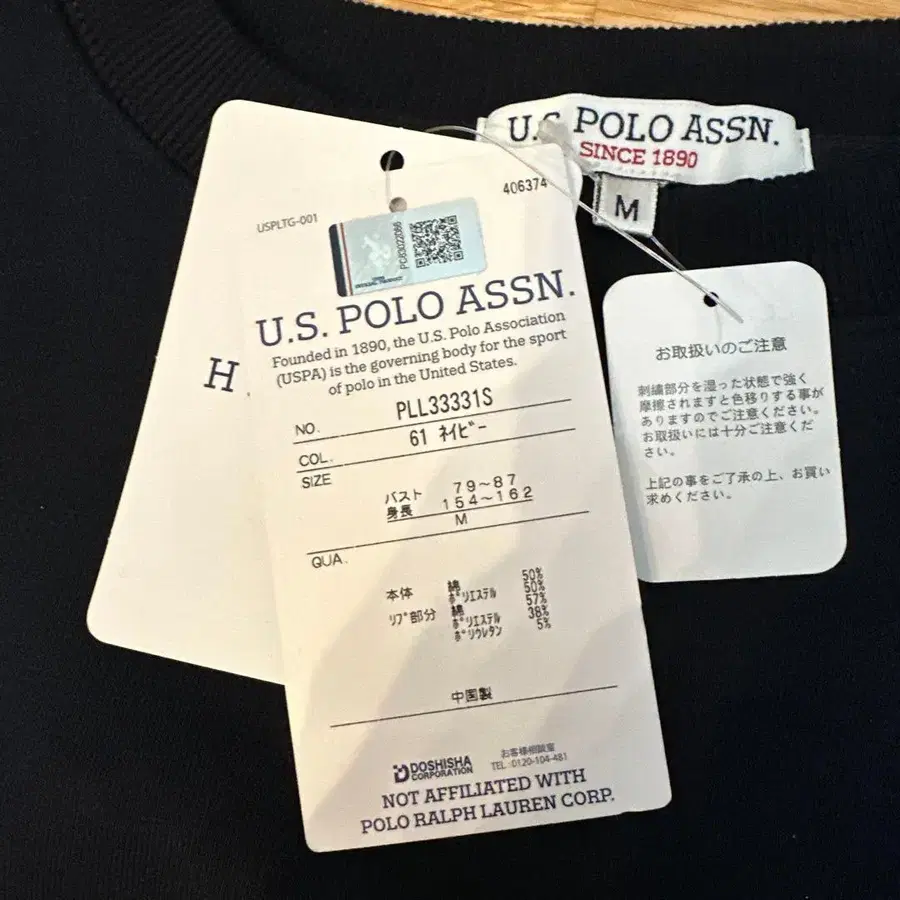 U.S. POLO ASSN.
SINCE 1890
M
406374
USPLTG-001
PC83022086
H
U.S. POLO ASSN.
Founded in 1890, the U.S. Polo Association
(USPA) is the governing body for the sport
of polo in the United States.
NO. PLL33331S
COL. 61 ﾈｲﾋﾞｰ
SIZE
バスト 79～87
身長 154～162
M
QUA.
本体 綿 50%
ﾎﾟﾘｴｽﾃﾙ 50%
ﾘﾌﾞ部分 綿 57%
ﾎﾟﾘｴｽﾃﾙ 38%
ﾎﾟﾘｳﾚﾀﾝ 5%
中国製
DOSHISHA
CORPORATION
お客様相談室
TEL:0120-104-481
NOT AFFILIATED WITH
POLO RALPH LAUREN CORP.
お取扱いのご注意
刺繍部分を湿った状態で強く
摩擦されますと色移りする事が
ありますのでご注意ください。
お取扱いには十分ご注意くだ
さい。
上記の事をご了承の上、お買い
求めください。